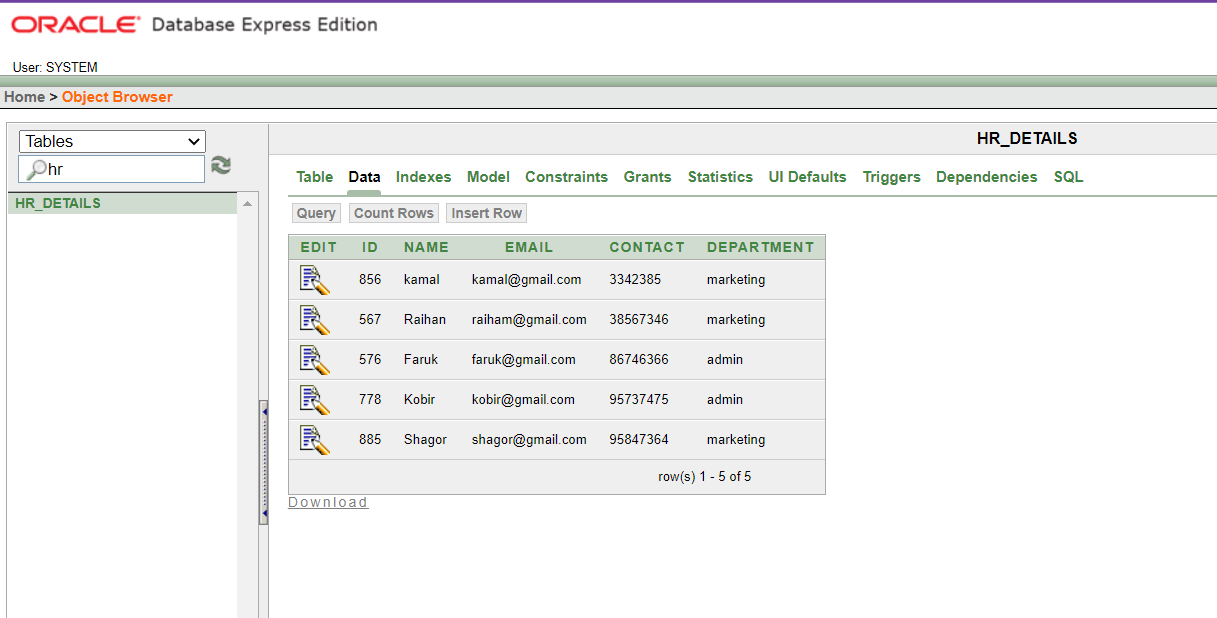 ORACLE Database Express Edition
User: SYSTEM
Home > Object Browser
Tables
hr
HR_DETAILS
HR_DETAILS
Table Data Indexes Model Constraints Grants Statistics UI Defaults Triggers Dependencies SQL
Query Count Rows Insert Row
EDIT ID NAME EMAIL CONTACT DEPARTMENT
856 kamal kamal@gmail.com 3342385 marketing
567 Raihan raiham@gmail.com 38567346 marketing
576 Faruk faruk@gmail.com 86746366 admin
778 Kobir kobir@gmail.com 95737475 admin
885 Shagor shagor@gmail.com 95847364 marketing
row(s) 1 - 5 of 5
Download